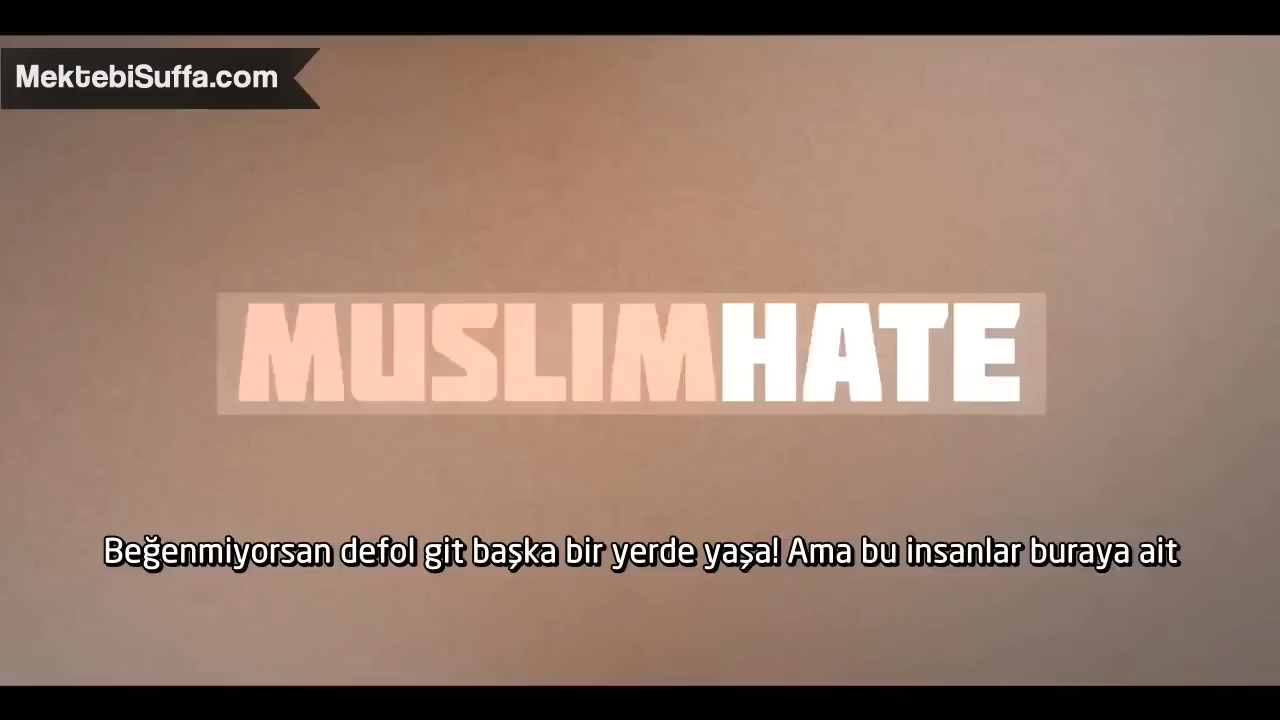 MektebiSuffa.com
MUSLIMHATE
Beğenmiyorsan defol git başka bir yerde yaşa! Ama bu insanlar buraya ait